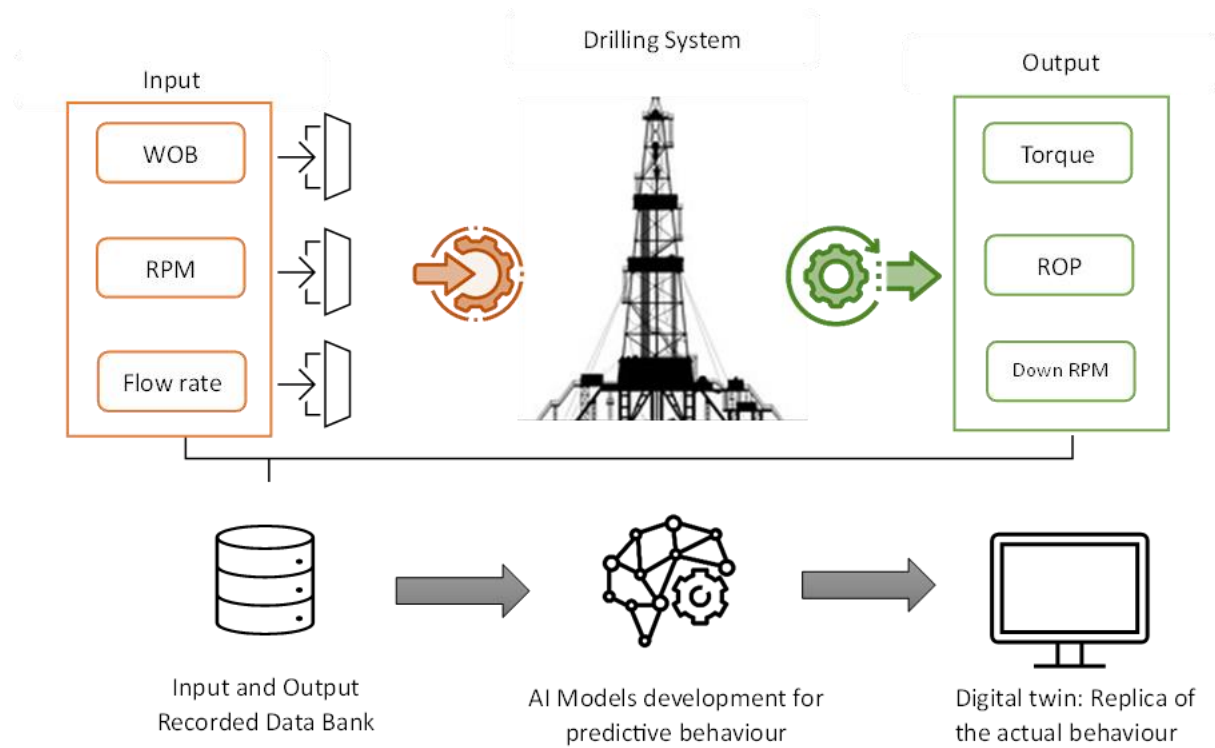 Drilling System
Input
Output
WOB
RPM
Flow rate
Torque
ROP
Down RPM
Input and Output
Recorded Data Bank
AI Models development for
predictive behaviour
Digital twin: Replica of
the actual behaviour